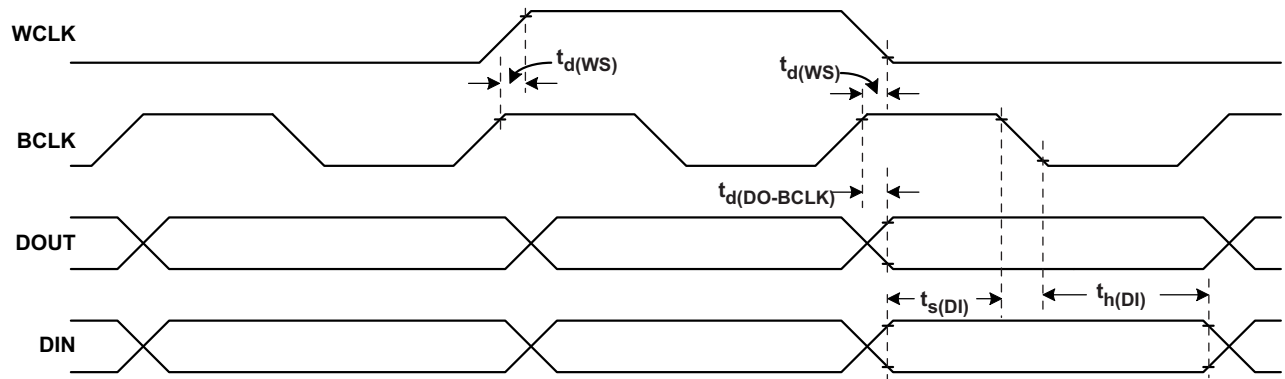 WCLK
td(WS)
td(WS)
BCLK
td(DO-BCLK)
DOUT
ts(DI)
th(DI)
DIN